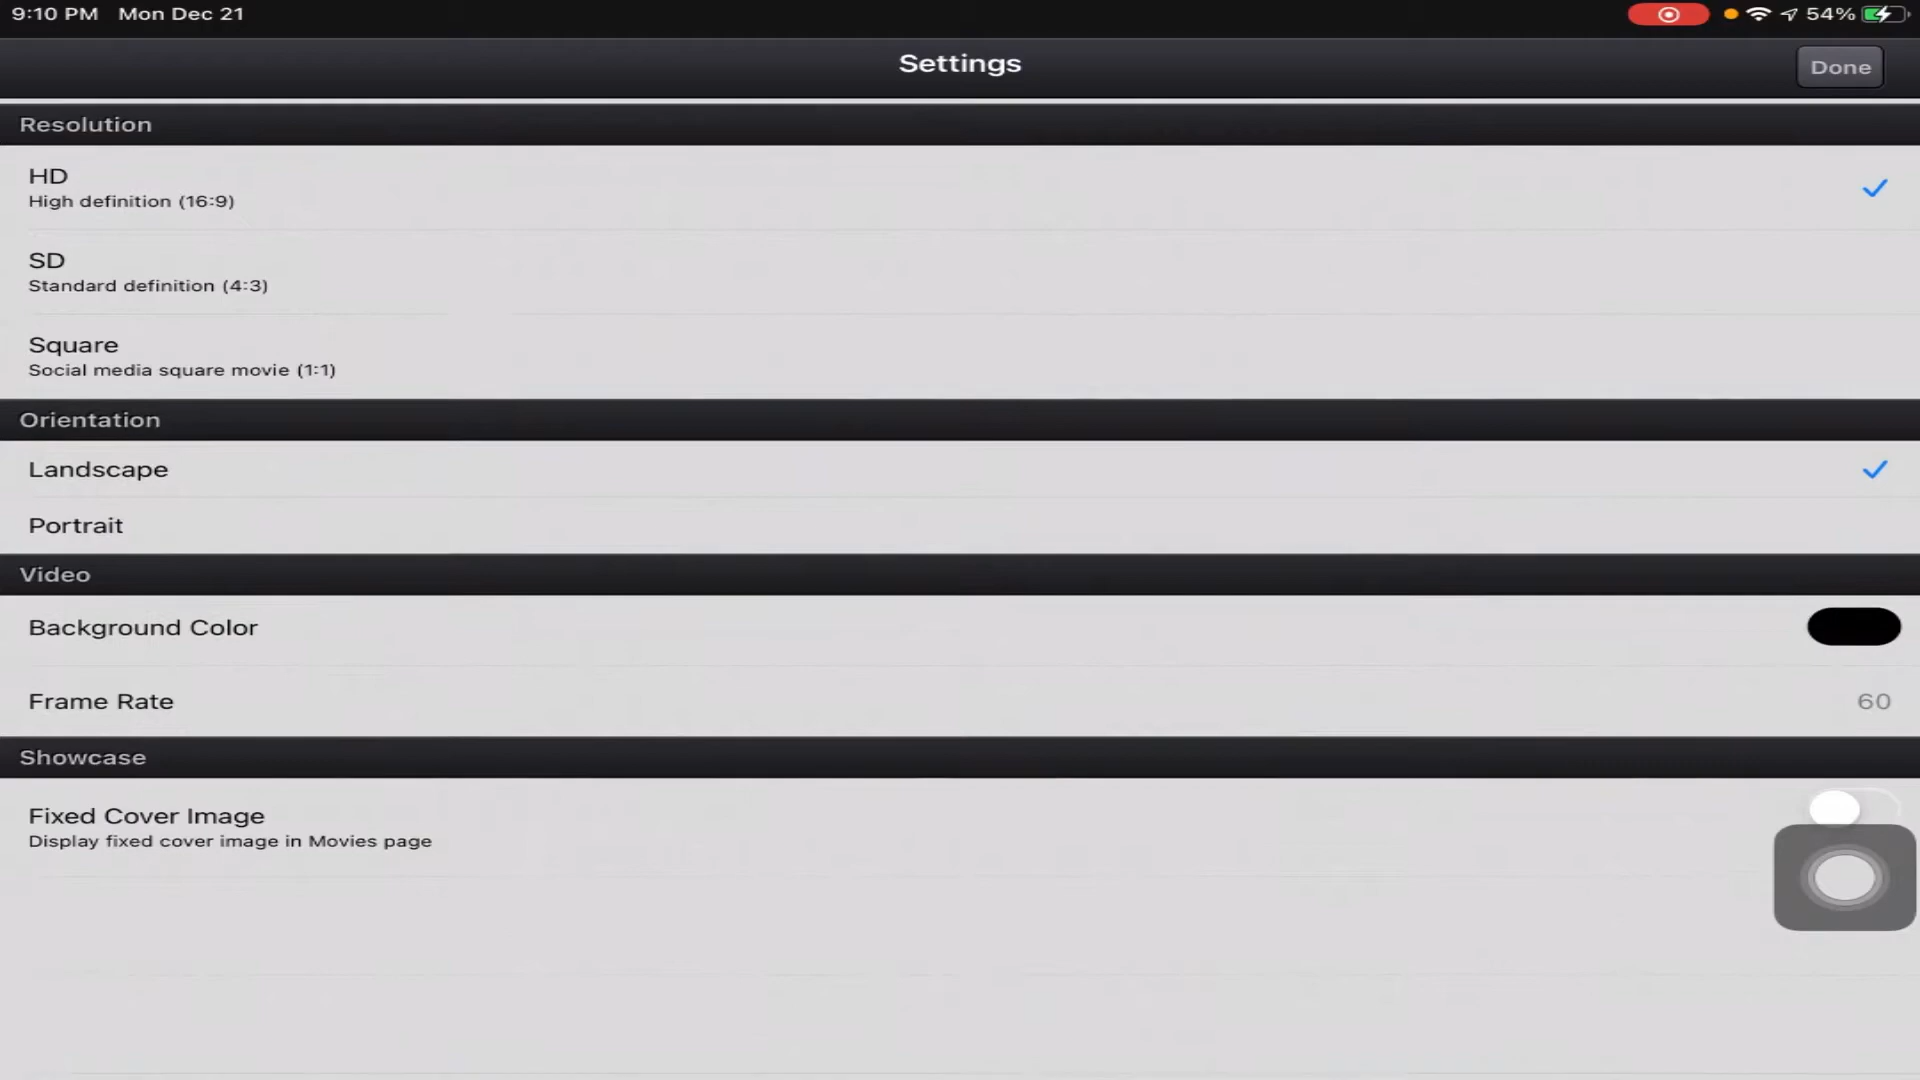 9:10 PM Mon Dec 21
54%
Settings
Done
Resolution
HD
High definition (16:9)
SD
Standard definition (4:3)
Square
Social media square movie (1:1)
Orientation
Landscape
Portrait
Video
Background Color
Frame Rate
60
Showcase
Fixed Cover Image
Display fixed cover image in Movies page